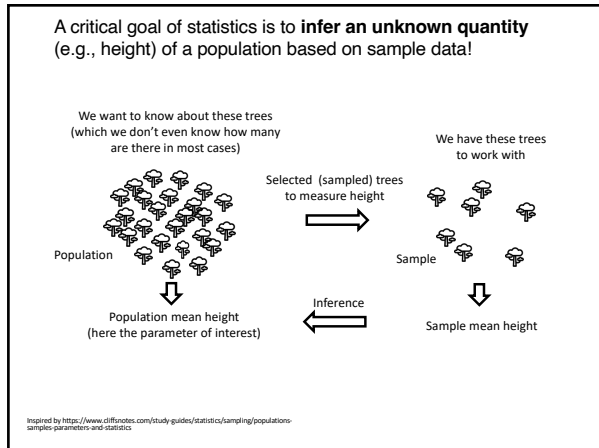 A critical goal of statistics is to infer an unknown quantity
(e.g., height) of a population based on sample data!
We want to know about these trees
(which we don't even know how many
are there in most cases)
We have these trees
to work with
Selected (sampled) trees
to measure height
Population
Sample
Inference
Population mean height
(here the parameter of interest)
Sample mean height
Inspired by https://www.cliffsnotes.com/study-guides/statistics/sampling/populations-
samples-parameters-and-statistics